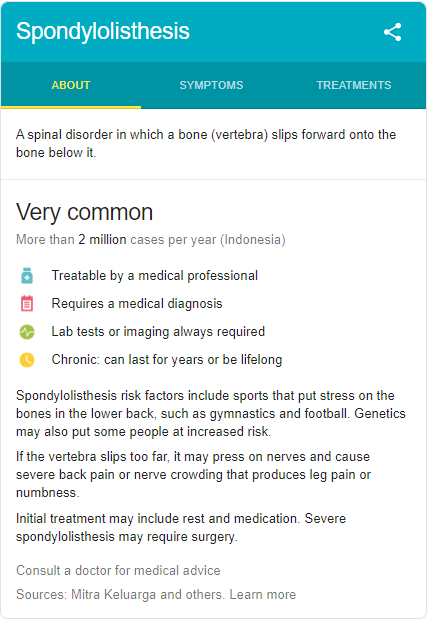 Spondylolisthesis
ABOUT
SYMPTOMS
TREATMENTS
A spinal disorder in which a bone (vertebra) slips forward onto the
bone below it.
Very common
More than 2 million cases per year (Indonesia)
Treatable by a medical professional
Requires a medical diagnosis
Lab tests or imaging always required
Chronic: can last for years or be lifelong
Spondylolisthesis risk factors include sports that put stress on the
bones in the lower back, such as gymnastics and football. Genetics
may also put some people at increased risk.
If the vertebra slips too far, it may press on nerves and cause
severe back pain or nerve crowding that produces leg pain or
numbness.
Initial treatment may include rest and medication. Severe
spondylolisthesis may require surgery.
Consult a doctor for medical advice
Sources: Mitra Keluarga and others. Learn more